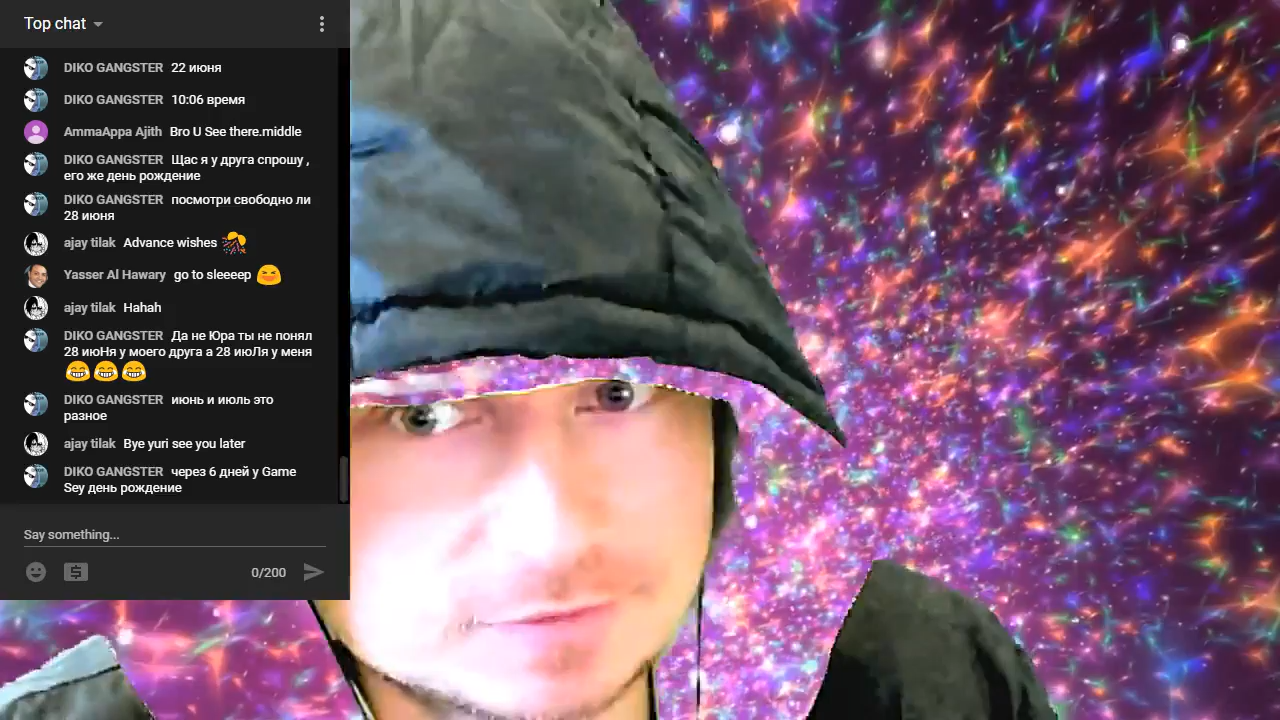 Top chat
DIKO GANGSTER 22 июня
DIKO GANGSTER 10:06 время
AmmaAppa Ajith Bro U See there.middle
DIKO GANGSTER Щас я у друга спрошу ,
его же день рождение
DIKO GANGSTER посмотри свободно ли
28 июня
ajay tilak Advance wishes
Yasser Al Hawary go to sleeeep
ajay tilak Hahah
DIKO GANGSTER Да не Юра ты не понял
28 июНя у моего друга а 28 июЛя у меня
DIKO GANGSTER июнь и июль это
разное
ajay tilak Bye yuri see you later
DIKO GANGSTER через 6 дней у Game
Sey день рождение
Say something...
0/200